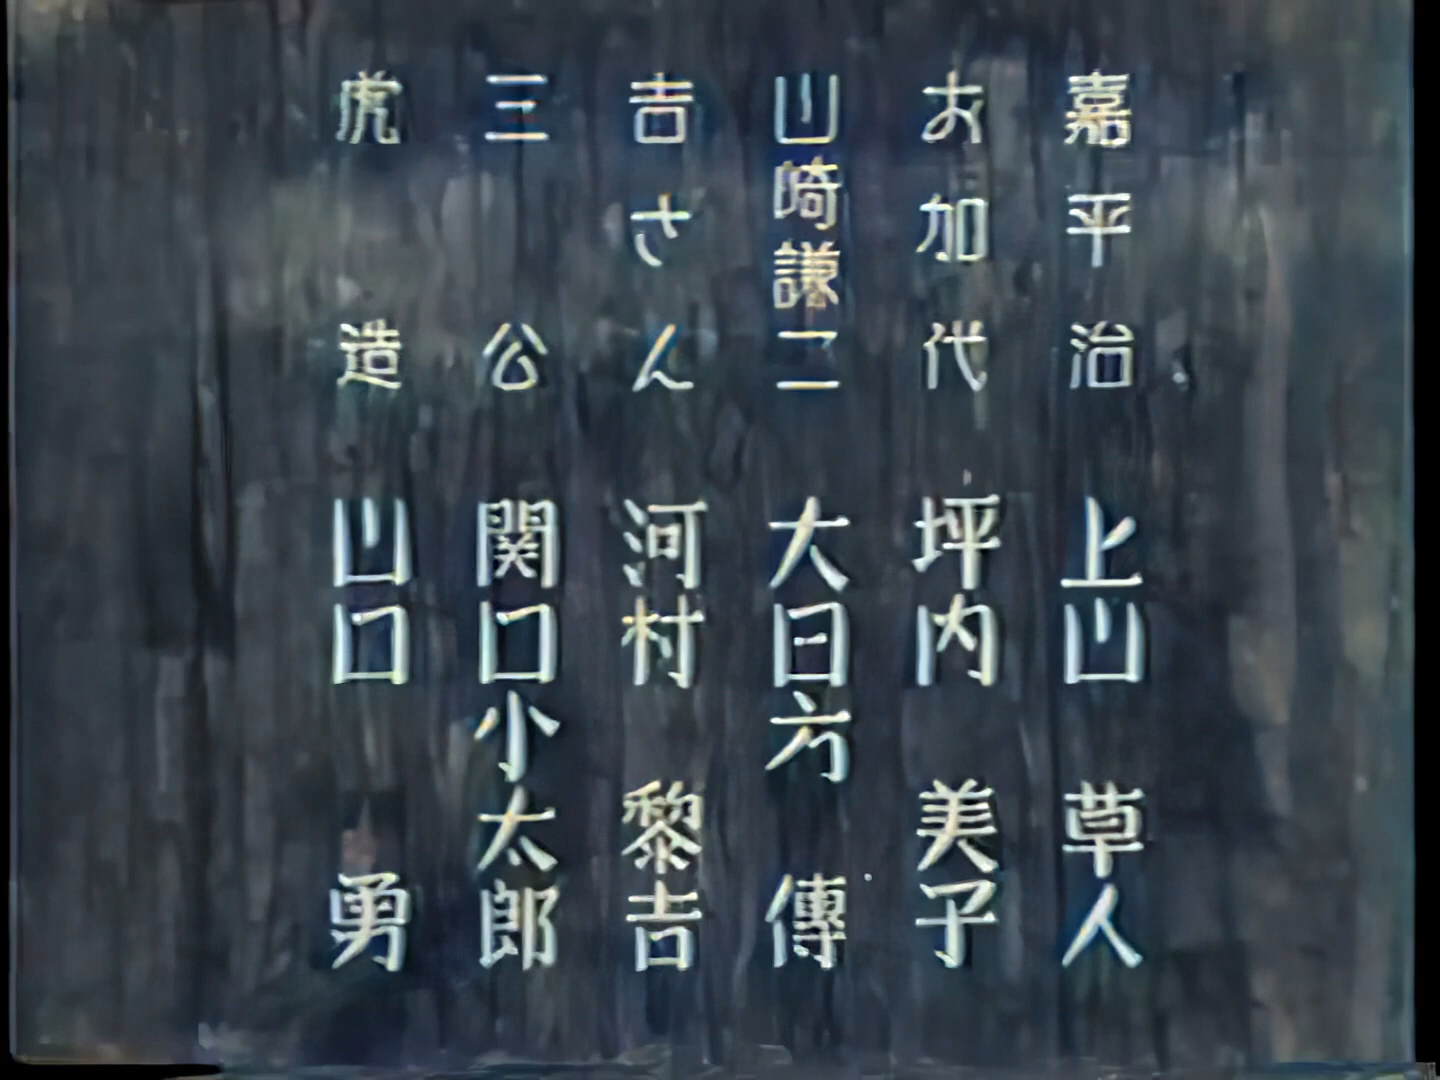 嘉平治 上山草人
お加代 坪内美子
山崎謙二 大日方傳
吉さん 河村黎吉
三公 関口小太郎
虎造 山口勇